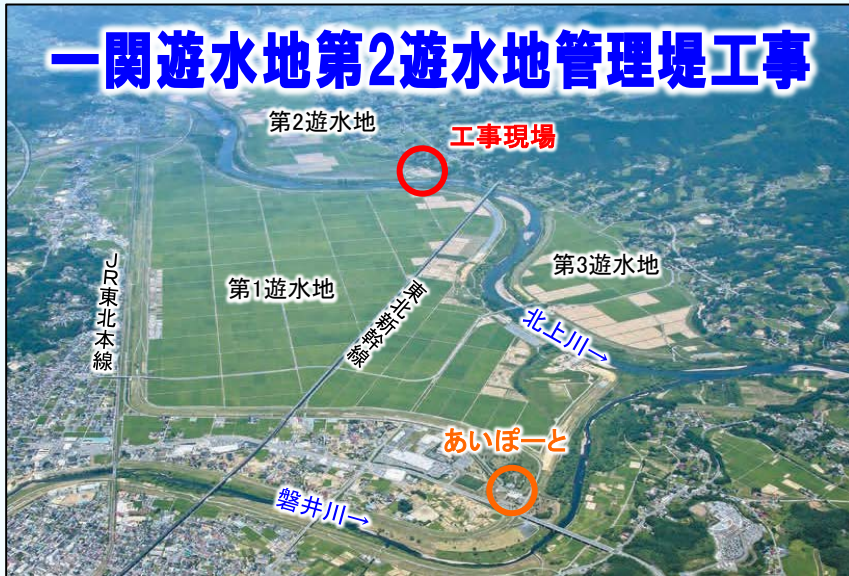 一関遊水地第2遊水地管理堤工事
第2遊水地
工事現場
第3遊水地
第1遊水地
JR東北本線
東北新幹線
北上川→
あいぽーと
磐井川→